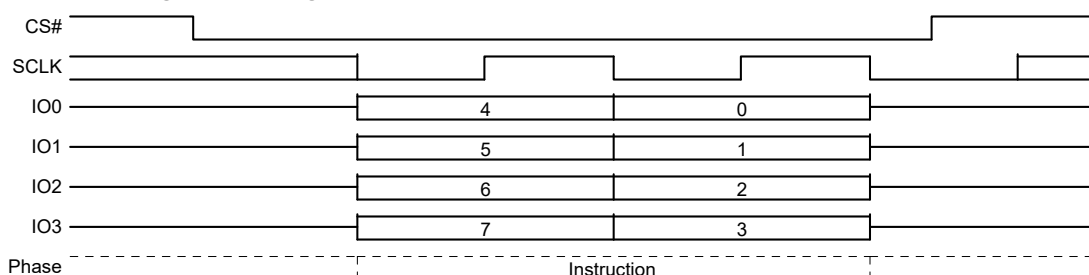 CS#
SCLK
IO0 4 0
IO1 5 1
IO2 6 2
IO3 7 3
Phase Instruction